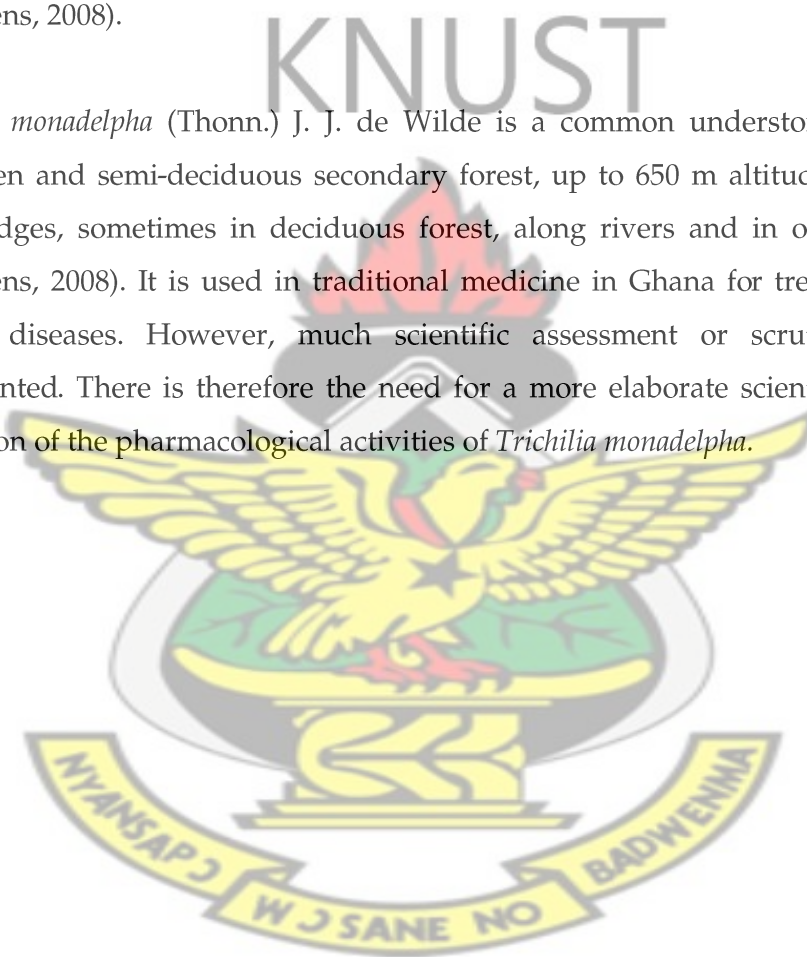 ens, 2008).
KNUST
monadelpha (Thonn.) J. J. de Wilde is a common understo
en and semi-deciduous secondary forest, up to 650 m altitud
dges, sometimes in deciduous forest, along rivers and in o
ens, 2008). It is used in traditional medicine in Ghana for tre
diseases. However, much scientific assessment or scru
nted. There is therefore the need for a more elaborate scien
on of the pharmacological activities of Trichilia monadelpha.
NYANSAPƆ WƆSANE NO BADWENMA